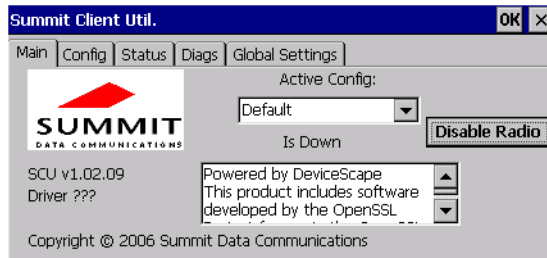 Summit Client Util.
OK ×
Main Config Status Diags Global Settings
Active Config:
Default
SUMMIT
DATA COMMUNICATIONS
Is Down
Disable Radio
SCU v1.02.09
Driver ???
Powered by DeviceScape
This product includes software
developed by the OpenSSL
Copyright © 2006 Summit Data Communications